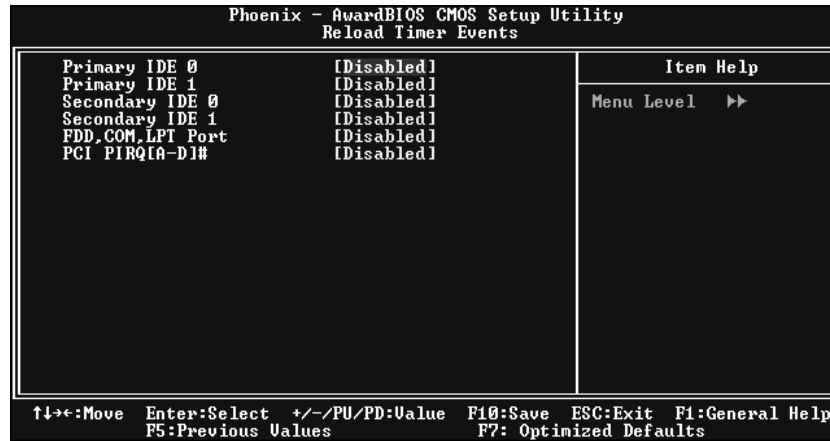 Phoenix - AwardBIOS CMOS Setup Utility
Reload Timer Events
Primary IDE 0 [Disabled]
Primary IDE 1 [Disabled]
Secondary IDE 0 [Disabled]
Secondary IDE 1 [Disabled]
FDD,COM,LPT Port [Disabled]
PCI PIRQ[A-D]# [Disabled]
Item Help
Menu Level ▶▶
↑↓→←:Move Enter:Select +/-/PU/PD:Value F10:Save ESC:Exit F1:General Help
F5:Previous Values F7: Optimized Defaults